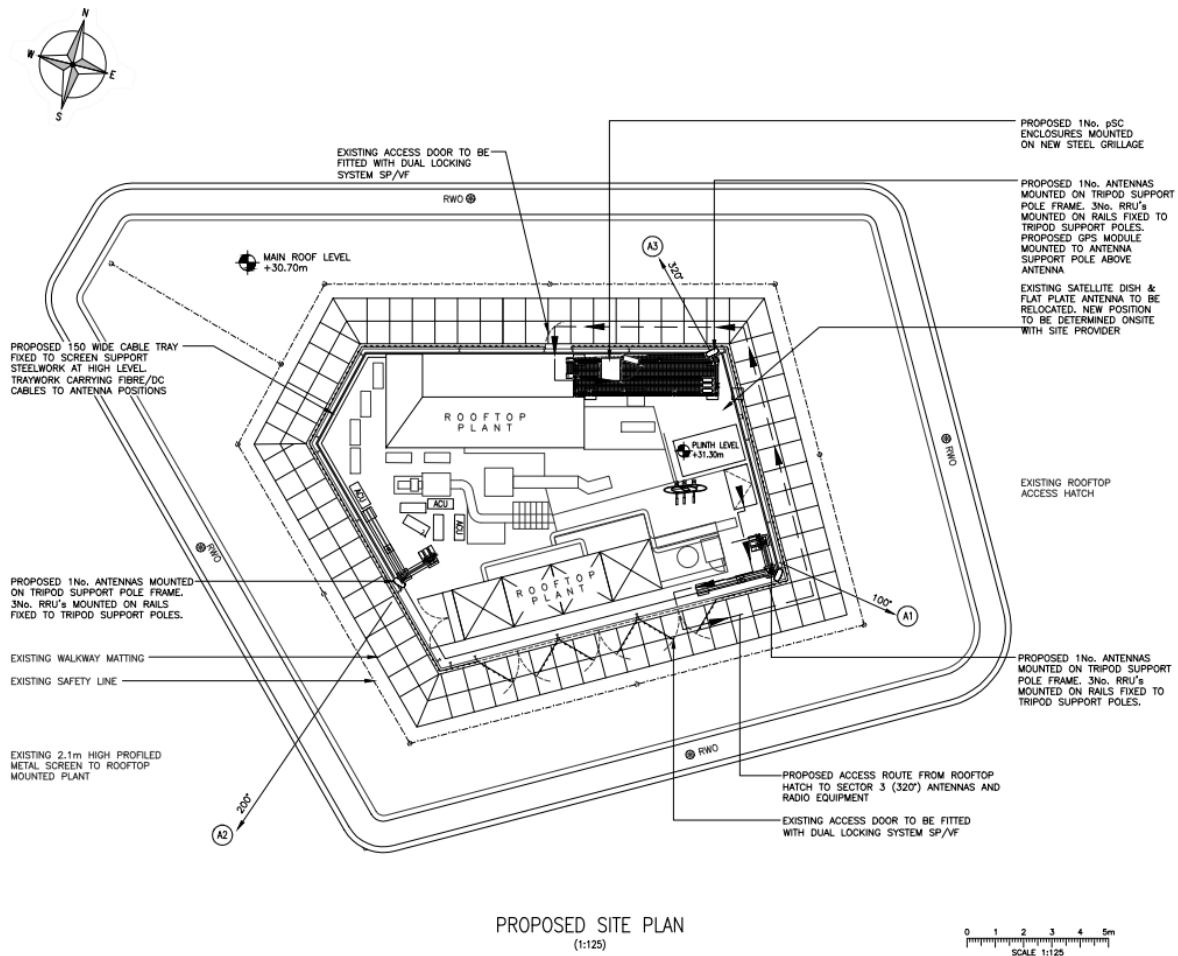 N
W
E
S
PROPOSED 1No. pSC
ENCLOSURES MOUNTED
ON NEW STEEL GRILLAGE
EXISTING ACCESS DOOR TO BE
FITTED WITH DUAL LOCKING
SYSTEM SP/VF
PROPOSED 1No. ANTENNAS
MOUNTED ON TRIPOD SUPPORT
POLE FRAME. 3No. RRU's
MOUNTED ON RAILS FIXED TO
TRIPOD SUPPORT POLES.
PROPOSED GPS MODULE
MOUNTED TO ANTENNA
SUPPORT POLE ABOVE
ANTENNA
RWO
A3
320°
MAIN ROOF LEVEL
+30.70m
EXISTING SATELLITE DISH &
FLAT PLATE ANTENNA TO BE
RELOCATED. NEW POSITION
TO BE DETERMINED ONSITE
WITH SITE PROVIDER
PROPOSED 150 WIDE CABLE TRAY
FIXED TO SCREEN SUPPORT
STEELWORK AT HIGH LEVEL.
TRAYWORK CARRYING FIBRE/DC
CABLES TO ANTENNA POSITIONS
ROOFTOP
PLANT
PLINTH LEVEL
+31.30m
RWO
EXISTING ROOFTOP
ACCESS HATCH
ACU
ACU
ACU
RWO
ROOFTOP
PLANT
PROPOSED 1No. ANTENNAS MOUNTED
ON TRIPOD SUPPORT POLE FRAME.
3No. RRU's MOUNTED ON RAILS
FIXED TO TRIPOD SUPPORT POLES.
100°
A1
EXISTING WALKWAY MATTING
EXISTING SAFETY LINE
PROPOSED 1No. ANTENNAS
MOUNTED ON TRIPOD SUPPORT
POLE FRAME. 3No. RRU's
MOUNTED ON RAILS FIXED TO
TRIPOD SUPPORT POLES.
EXISTING 2.1m HIGH PROFILED
METAL SCREEN TO ROOFTOP
MOUNTED PLANT
RWO
PROPOSED ACCESS ROUTE FROM ROOFTOP
HATCH TO SECTOR 3 (320°) ANTENNAS AND
RADIO EQUIPMENT
200°
A2
EXISTING ACCESS DOOR TO BE FITTED
WITH DUAL LOCKING SYSTEM SP/VF
PROPOSED SITE PLAN
(1:125)
0 1 2 3 4 5m
SCALE 1:125